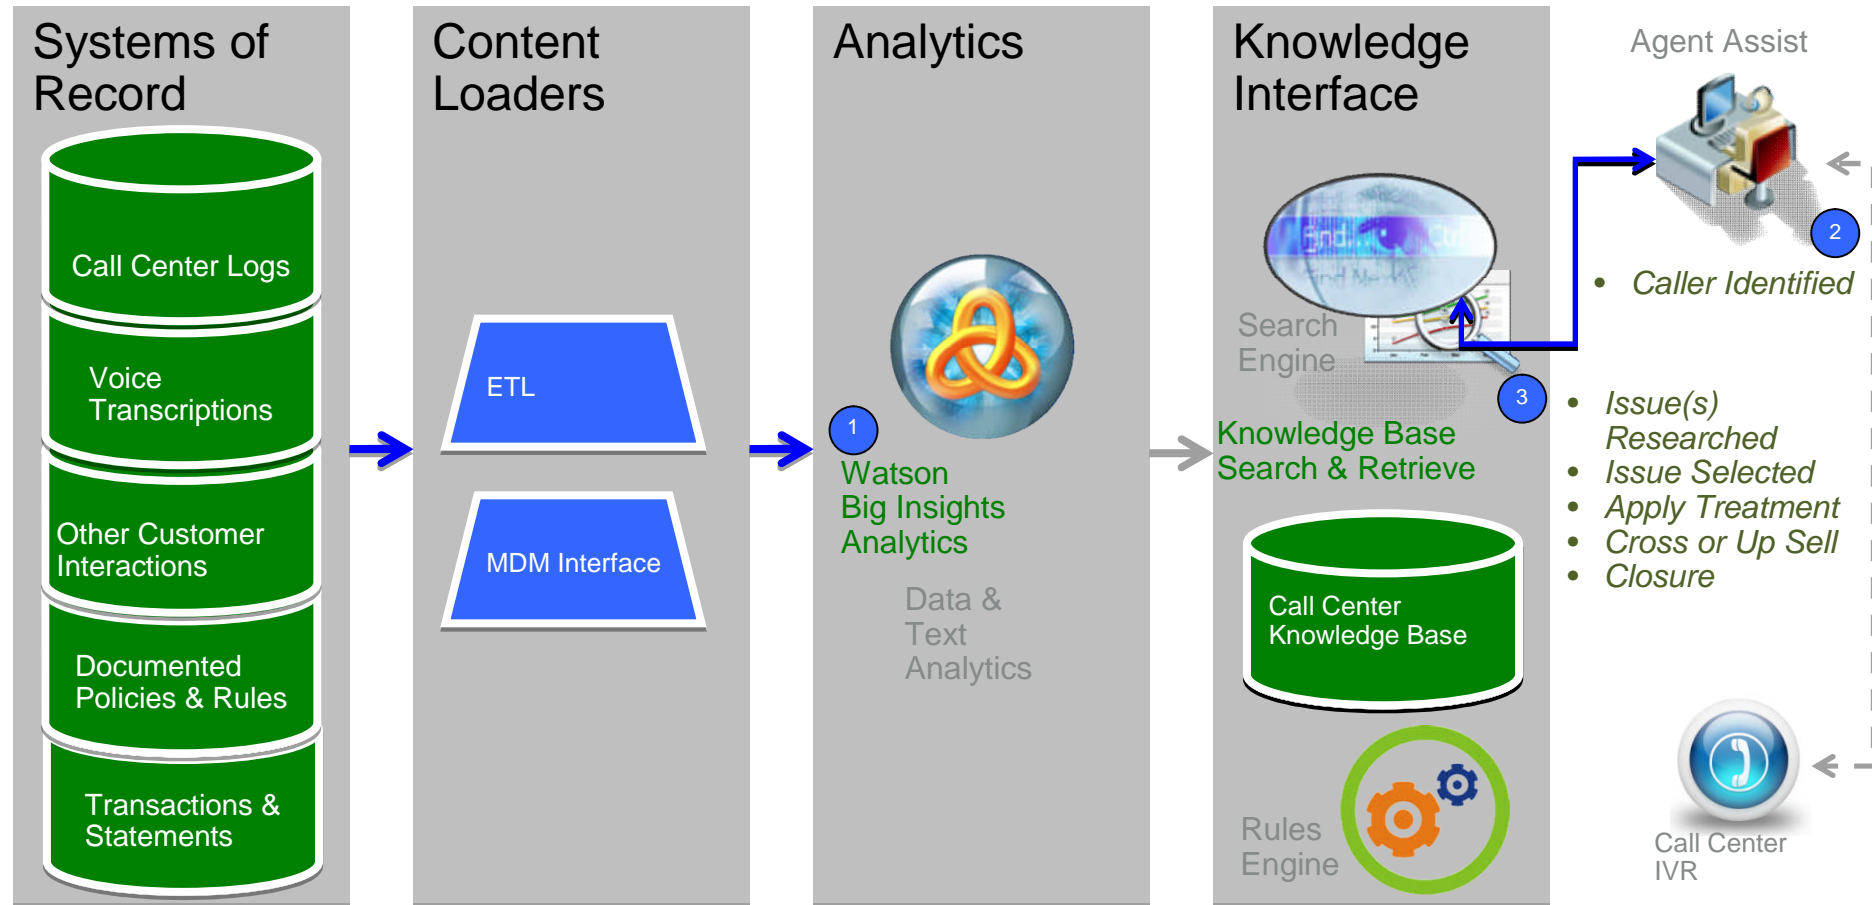 Systems of
Record
Call Center Logs
Voice
Transcriptions
Other Customer
Interactions
Documented
Policies & Rules
Transactions &
Statements
Content
Loaders
ETL
MDM Interface
Analytics
1
Watson
Big Insights
Analytics
Data &
Text
Analytics
Knowledge
Interface
Find...
Search
Engine
3
Knowledge Base
Search & Retrieve
Call Center
Knowledge Base
Rules
Engine
Agent Assist
2
• Caller Identified
• Issue(s)
Researched
• Issue Selected
• Apply Treatment
• Cross or Up Sell
• Closure
Call Center
IVR